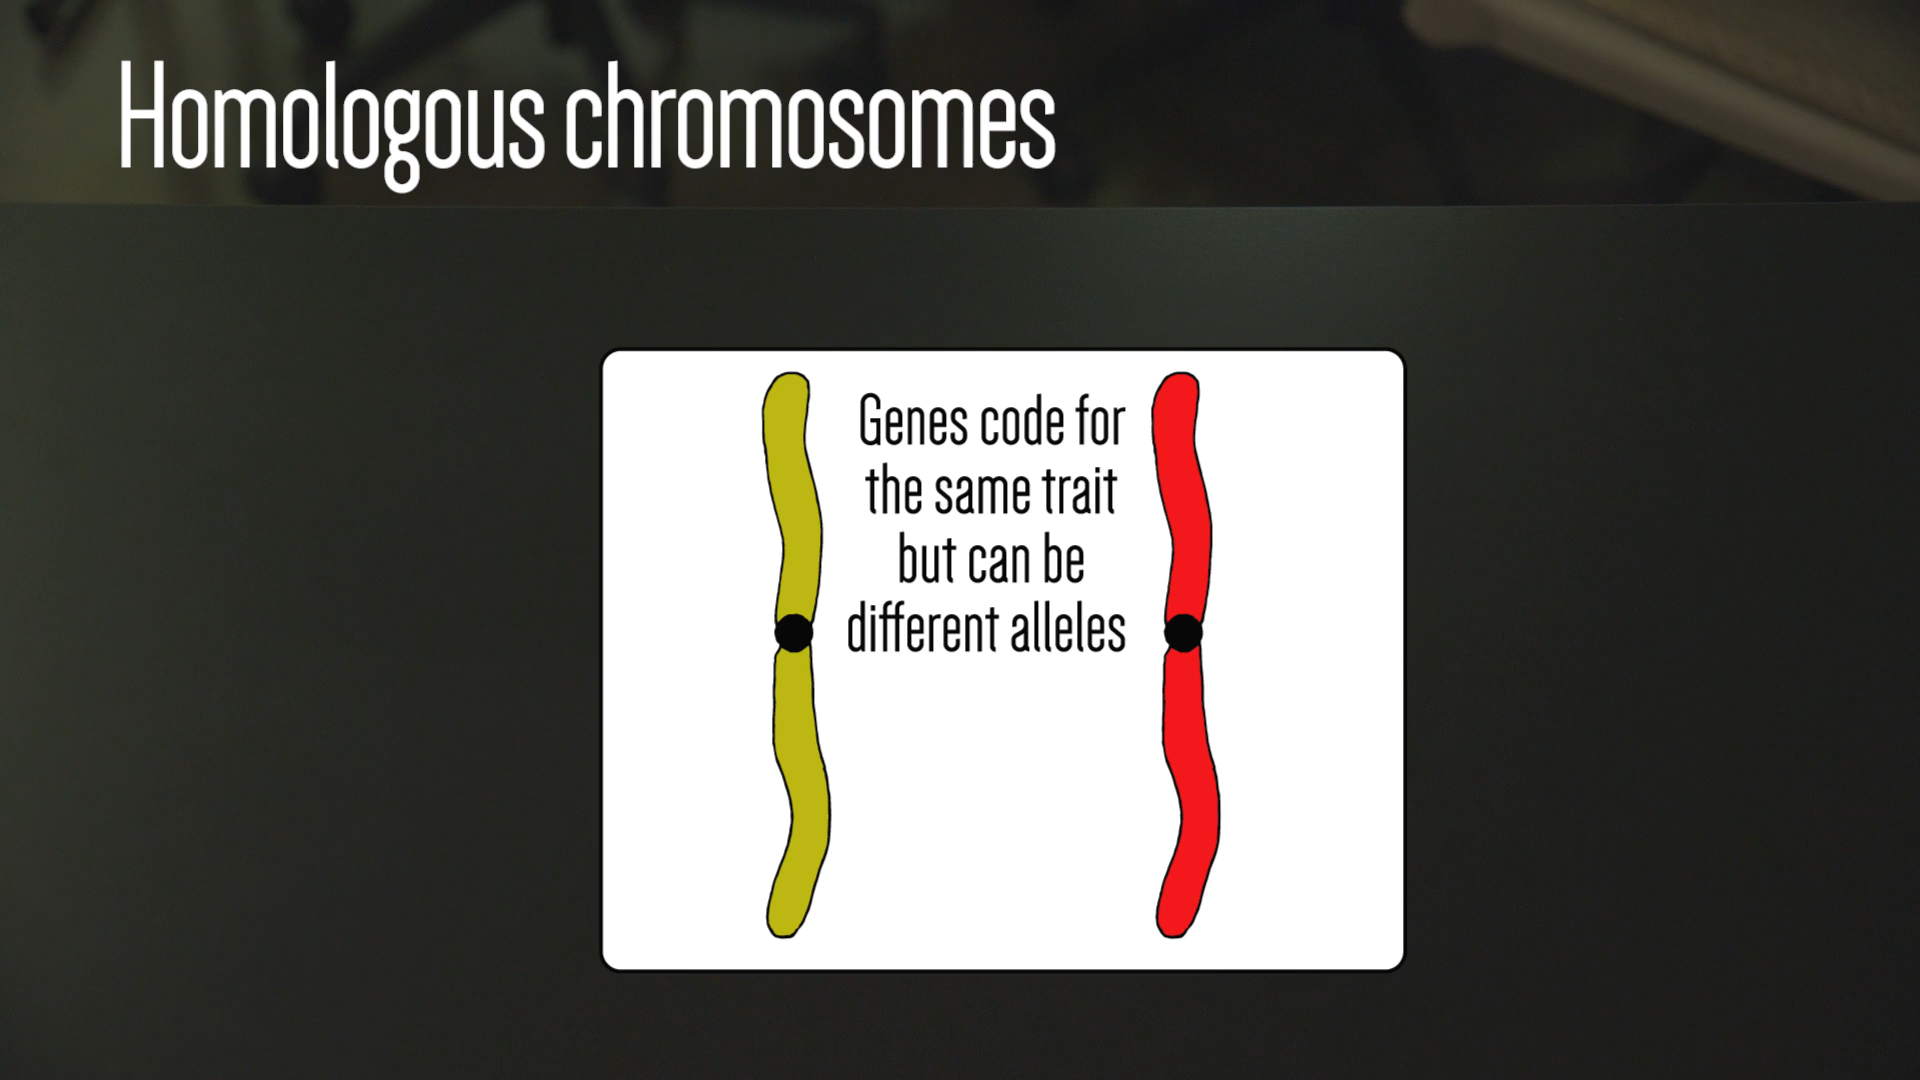 Homologous chromosomes
Genes code for
the same trait
but can be
different alleles